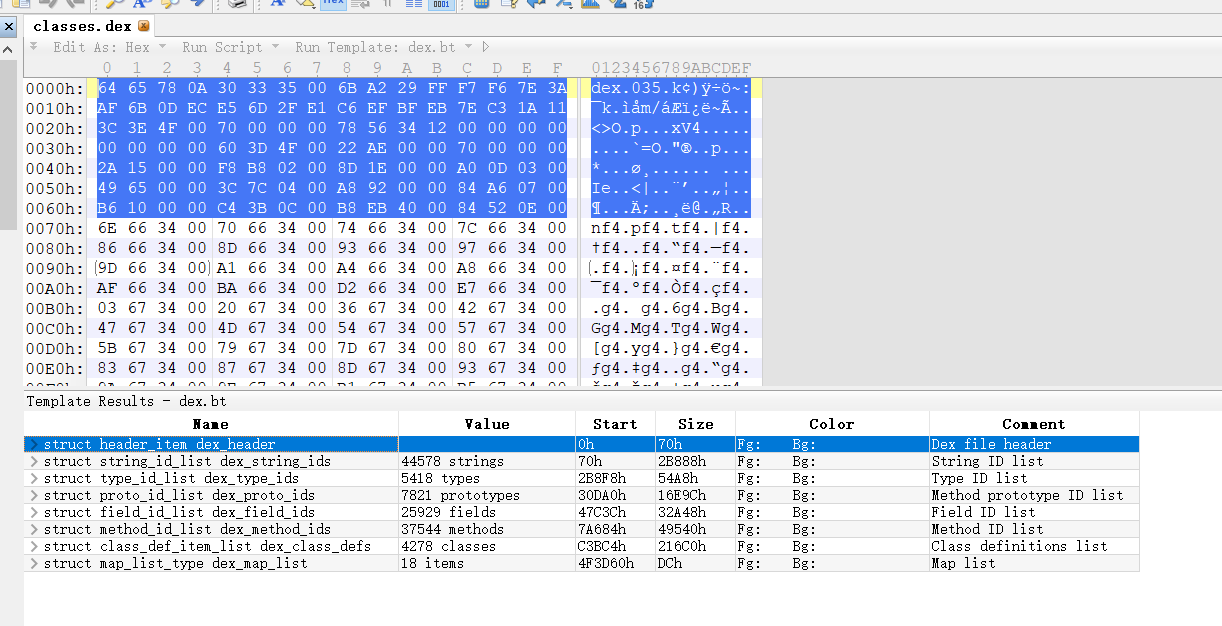 classes.dex
Edit As: Hex Run Script Run Template: dex.bt
0 1 2 3 4 5 6 7 8 9 A B C D E F 0123456789ABCDEF
0000h: 64 65 78 0A 30 33 35 00 6B A2 29 FF F7 F6 7E 3A dex.035.k¢)ÿ÷ö~:
0010h: AF 6B 0D EC E5 6D 2F E1 C6 EF BF EB 7E C3 1A 11 ¯k.ìåm/áÆï¿ë~Ã..
0020h: 3C 3E 4F 00 70 00 00 00 78 56 34 12 00 00 00 00 <>O.p...xV4.....
0030h: 00 00 00 00 60 3D 4F 00 22 AE 00 00 70 00 00 00 ....`=O."®..p...
0040h: 2A 15 00 00 F8 B8 02 00 8D 1E 00 00 A0 0D 03 00 *...ø¸...... ...
0050h: 49 65 00 00 3C 7C 04 00 A8 92 00 00 84 A6 07 00 Ie..<|..¨’..„¦..
0060h: B6 10 00 00 C4 3B 0C 00 B8 EB 40 00 84 52 0E 00 ¶...Ä;..¸ë@.„R..
0070h: 6E 66 34 00 70 66 34 00 74 66 34 00 7C 66 34 00 nf4.pf4.tf4.|f4.
0080h: 86 66 34 00 8D 66 34 00 93 66 34 00 97 66 34 00 †f4..f4.“f4.—f4.
0090h: 9D 66 34 00 A1 66 34 00 A4 66 34 00 A8 66 34 00 .f4.¡f4.¤f4.¨f4.
00A0h: AF 66 34 00 BA 66 34 00 D2 66 34 00 E7 66 34 00 ¯f4.ºf4.Òf4.çf4.
00B0h: 03 67 34 00 20 67 34 00 36 67 34 00 42 67 34 00 .g4. g4.6g4.Bg4.
00C0h: 47 67 34 00 4D 67 34 00 54 67 34 00 57 67 34 00 Gg4.Mg4.Tg4.Wg4.
00D0h: 5B 67 34 00 79 67 34 00 7D 67 34 00 80 67 34 00 [g4.yg4.}g4.€g4.
00E0h: 83 67 34 00 87 67 34 00 8D 67 34 00 93 67 34 00 ƒg4.‡g4..g4.“g4.
Template Results - dex.bt
Name Value Start Size Color Comment
struct header_item dex_header 0h 70h Fg: Bg: Dex file header
struct string_id_list dex_string_ids 44578 strings 70h 2B888h Fg: Bg: String ID list
struct type_id_list dex_type_ids 5418 types 2B8F8h 54A8h Fg: Bg: Type ID list
struct proto_id_list dex_proto_ids 7821 prototypes 30DA0h 16E9Ch Fg: Bg: Method prototype ID list
struct field_id_list dex_field_ids 25929 fields 47C3Ch 32A48h Fg: Bg: Field ID list
struct method_id_list dex_method_ids 37544 methods 7A684h 49540h Fg: Bg: Method ID list
struct class_def_item_list dex_class_defs 4278 classes C3BC4h 216C0h Fg: Bg: Class definitions list
struct map_list_type dex_map_list 18 items 4F3D60h DCh Fg: Bg: Map list